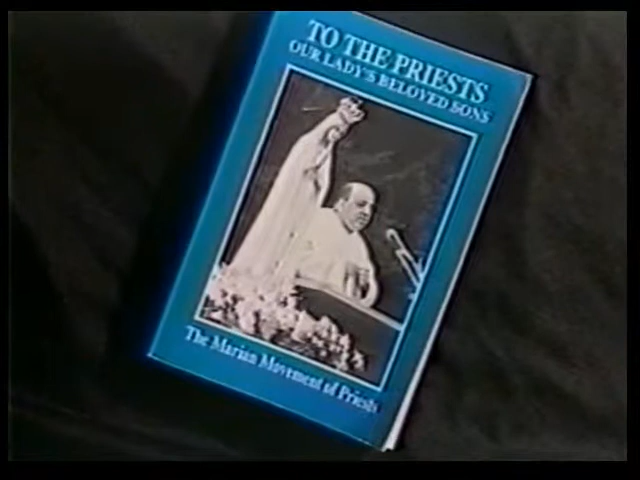 TO THE PRIESTS
OUR LADY'S BELOVED SONS
The Marian Movement of Priests